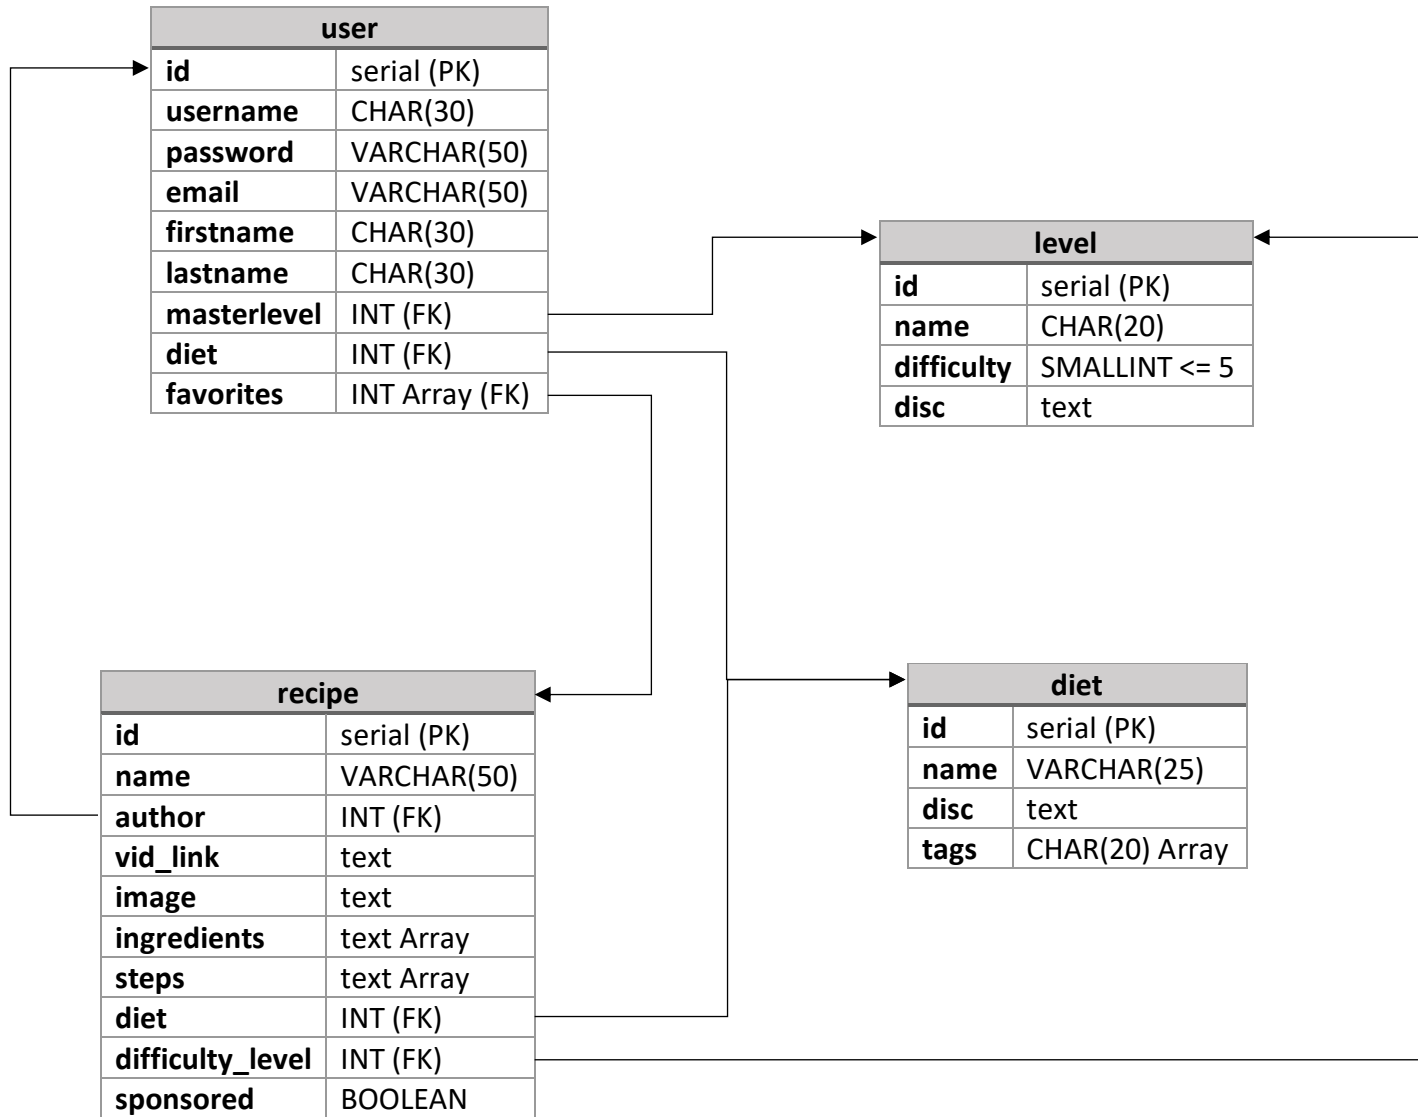 user
id serial (PK)
username CHAR(30)
password VARCHAR(50)
email VARCHAR(50)
firstname CHAR(30)
lastname CHAR(30)
masterlevel INT (FK)
diet INT (FK)
favorites INT Array (FK)
level
id serial (PK)
name CHAR(20)
difficulty SMALLINT <= 5
disc text
recipe
id serial (PK)
name VARCHAR(50)
author INT (FK)
vid_link text
image text
ingredients text Array
steps text Array
diet INT (FK)
difficulty_level INT (FK)
sponsored BOOLEAN
diet
id serial (PK)
name VARCHAR(25)
disc text
tags CHAR(20) Array